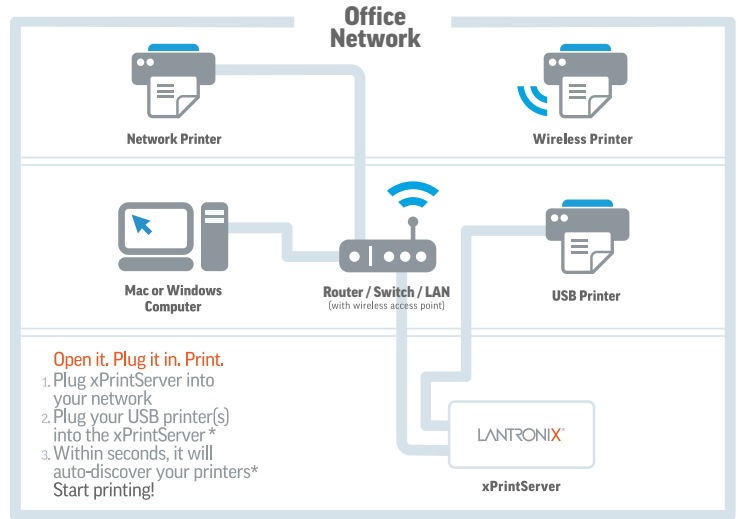 Office
Network
Network Printer
Wireless Printer
Mac or Windows
Computer
Router / Switch / LAN
(with wireless access point)
USB Printer
Open it. Plug it in. Print.
1. Plug xPrintServer into
your network
2. Plug your USB printer(s)
into the xPrintServer *
3. Within seconds, it will
auto-discover your printers*
Start printing!
LANTRONIX®
xPrintServer